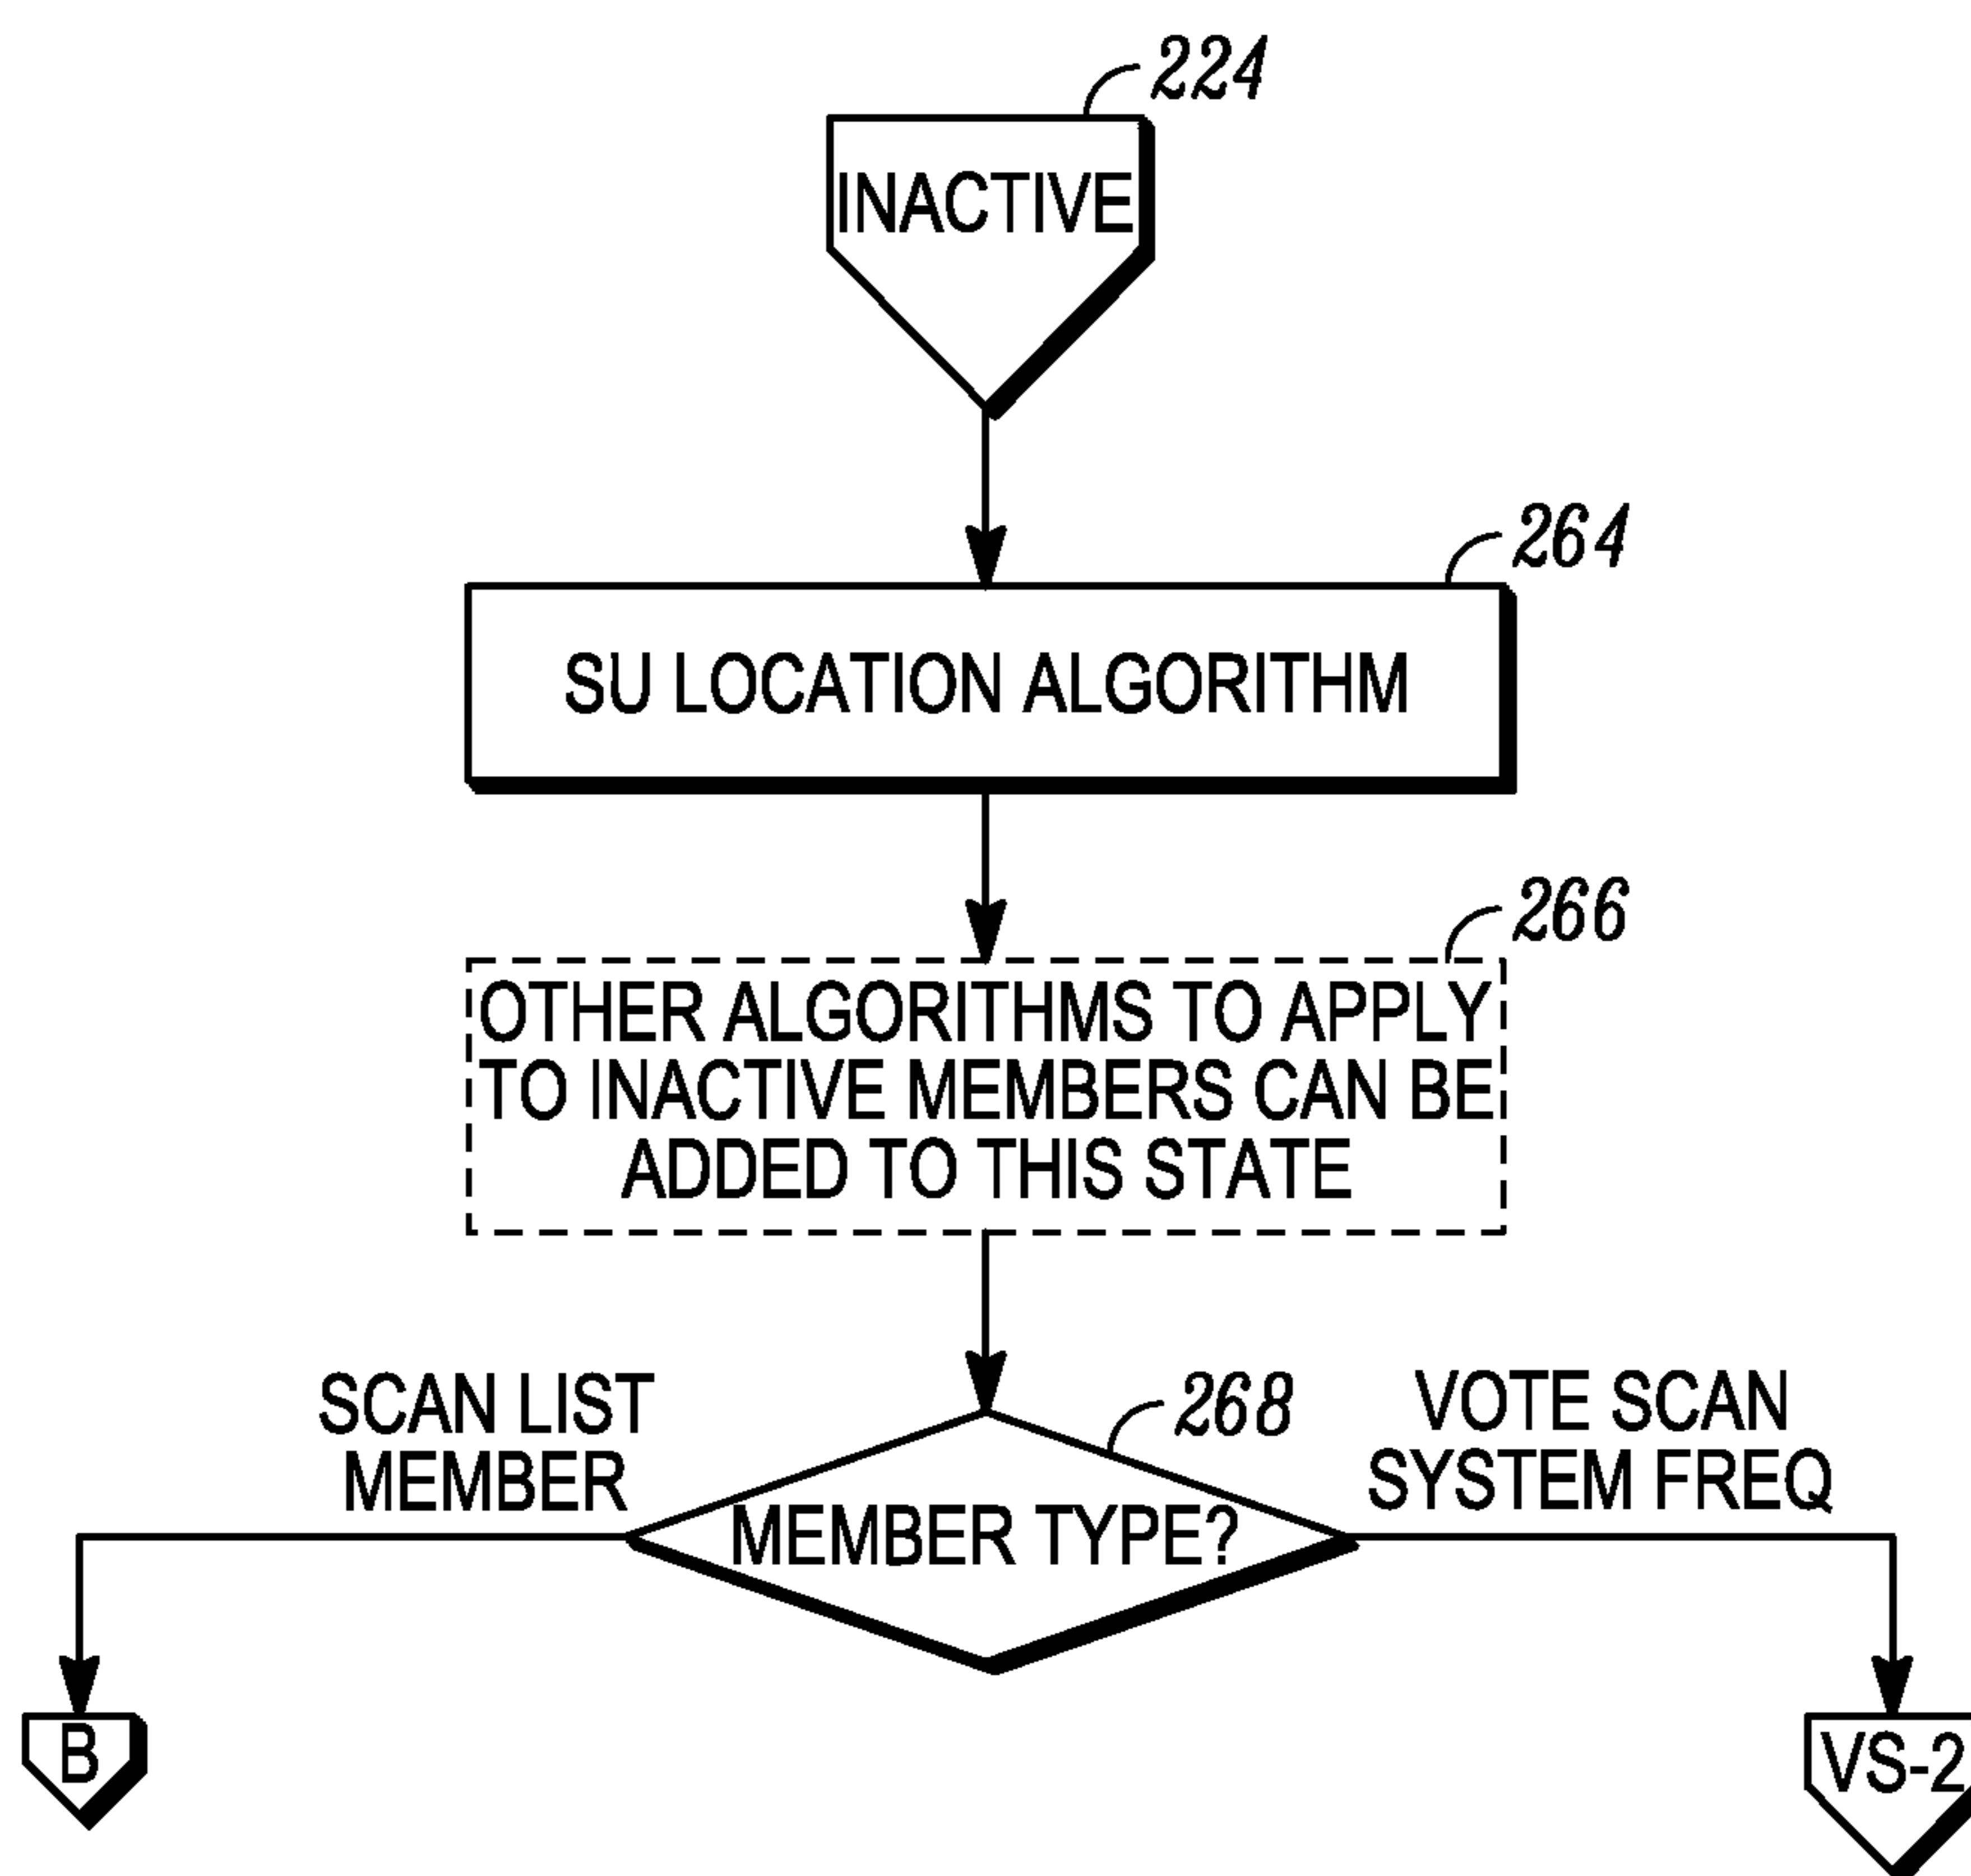 224
INACTIVE
264
SU LOCATION ALGORITHM
266
OTHER ALGORITHMS TO APPLY
TO INACTIVE MEMBERS CAN BE
ADDED TO THIS STATE
SCAN LIST
MEMBER
268
VOTE SCAN
SYSTEM FREQ
MEMBER TYPE?
B
VS-2